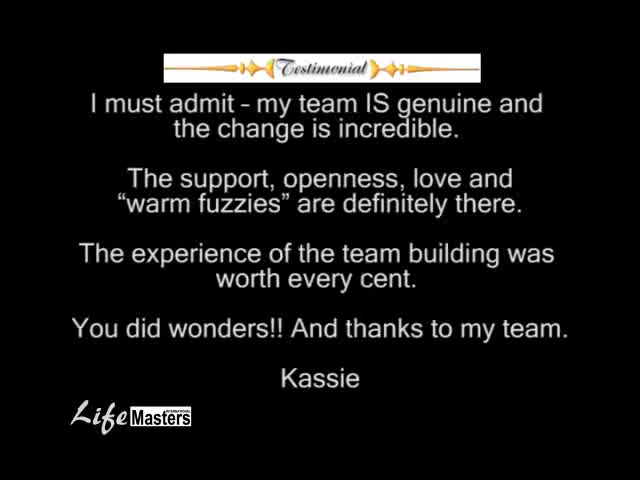 Testimonial
I must admit – my team IS genuine and
the change is incredible.
The support, openness, love and
“warm fuzzies” are definitely there.
The experience of the team building was
worth every cent.
You did wonders!! And thanks to my team.
Kassie
Life Masters
INTERNATIONAL